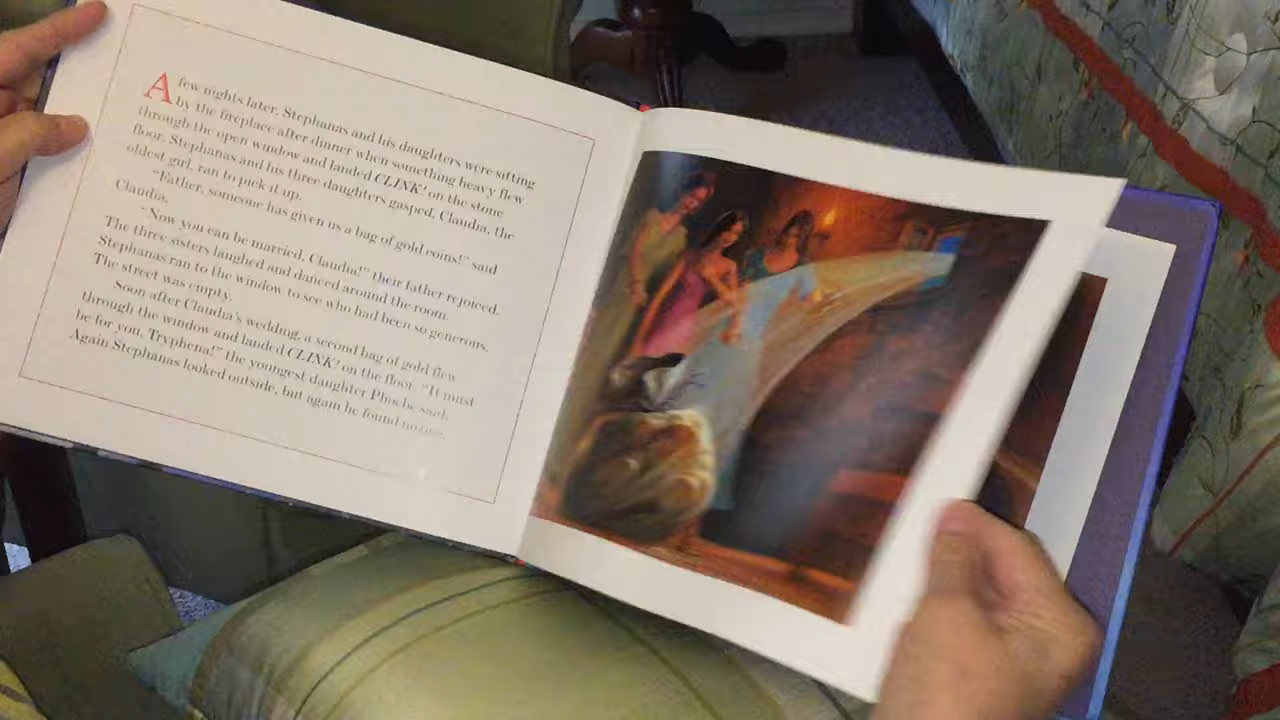 A few nights later, Stephanas and his daughters were sitting
by the fireplace after dinner when something heavy flew
through the open window and landed CLINK! on the stone
floor. Stephanas and his three daughters gasped. Claudia, the
oldest girl, ran to pick it up.
"Father, someone has given us a bag of gold coins!" said
Claudia.
"Now you can be married, Claudia!" their father rejoiced.
The three sisters laughed and danced around the room.
Stephanas ran to the window to see who had been so generous.
The street was empty.
Soon after Claudia's wedding, a second bag of gold flew
through the window and landed CLINK! on the floor. "It must
be for you, Tryphena!" the youngest daughter Phoebe said.
Again Stephanas looked outside, but again he found no one.